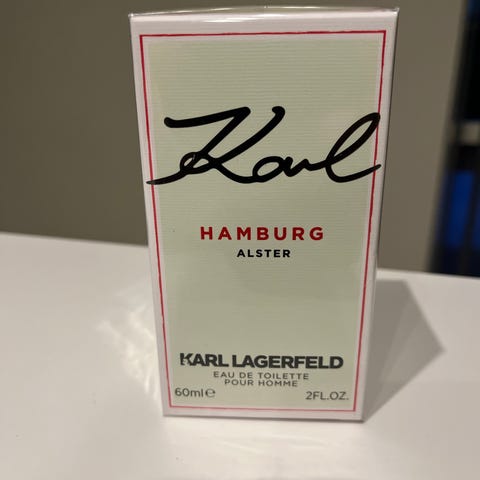 Karl
HAMBURG
ALSTER
KARL LAGERFELD
EAU DE TOILETTE
POUR HOMME
60ml℮ 2FL.OZ.